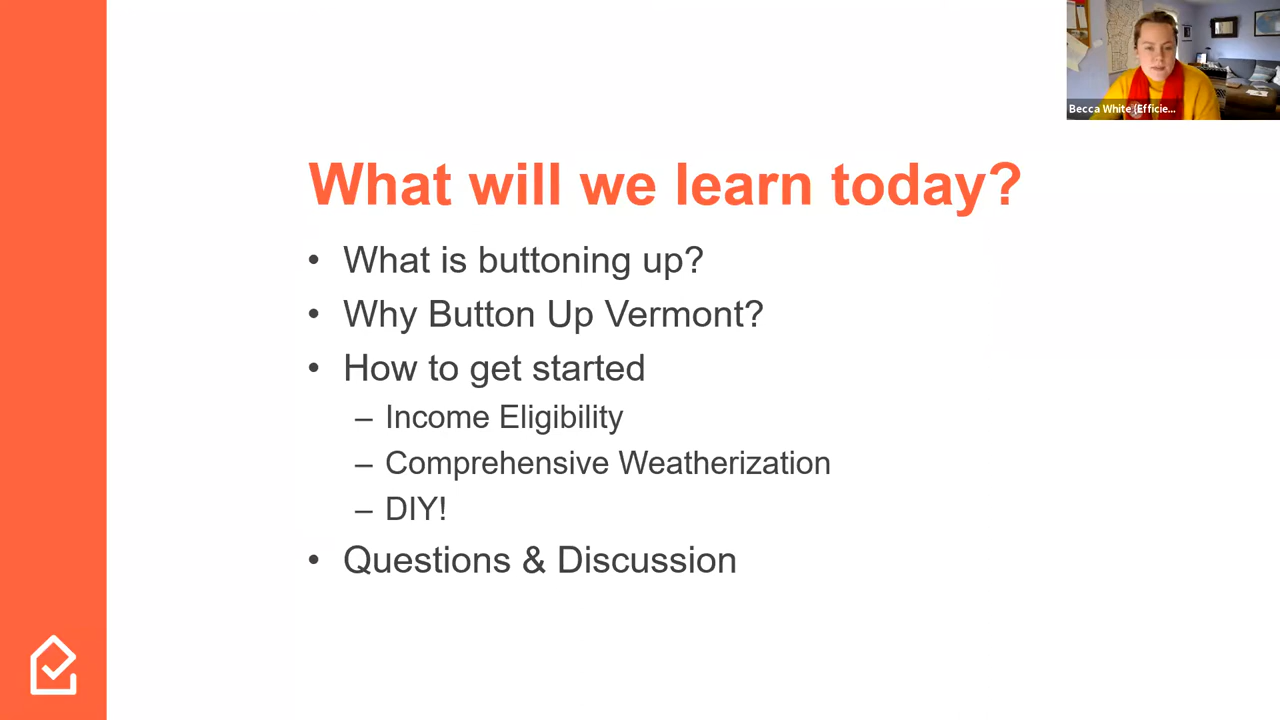 Becca White (Efficie...
What will we learn today?
• What is buttoning up?
• Why Button Up Vermont?
• How to get started
– Income Eligibility
– Comprehensive Weatherization
– DIY!
• Questions & Discussion